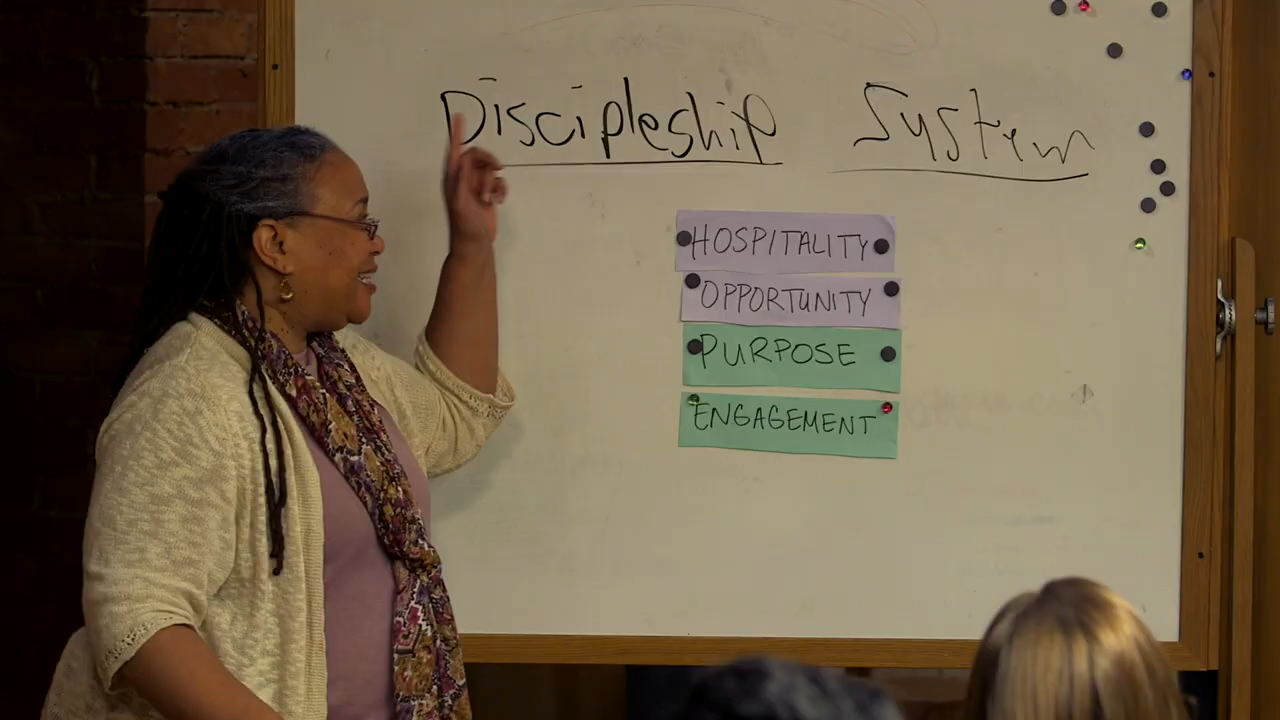 Discipleship System
HOSPITALITY
OPPORTUNITY
PURPOSE
ENGAGEMENT